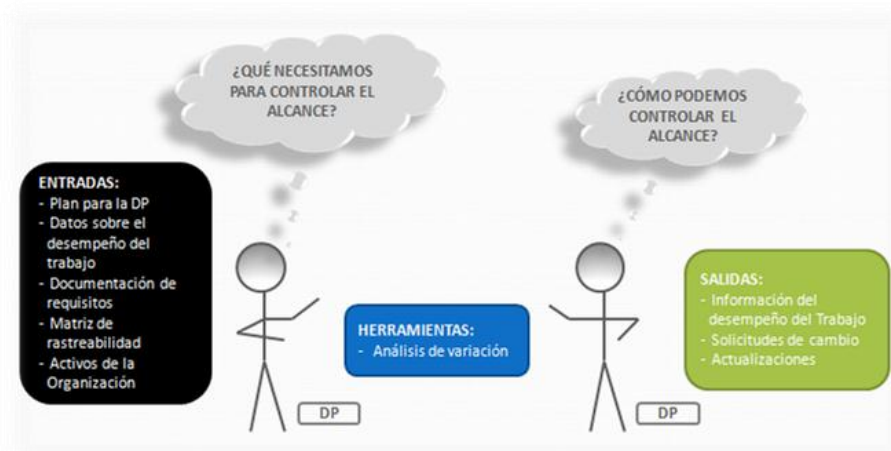 ¿QUÉ NECESITAMOS
PARA CONTROLAR EL
ALCANCE?
¿CÓMO PODEMOS
CONTROLAR EL
ALCANCE?
ENTRADAS:
- Plan para la DP
- Datos sobre el
desempeño del
trabajo
- Documentación de
requisitos
- Matriz de
rastreabilidad
- Activos de la
Organización
HERRAMIENTAS:
- Análisis de variación
SALIDAS:
- Información del
desempeño del Trabajo
- Solicitudes de cambio
- Actualizaciones
DP
DP